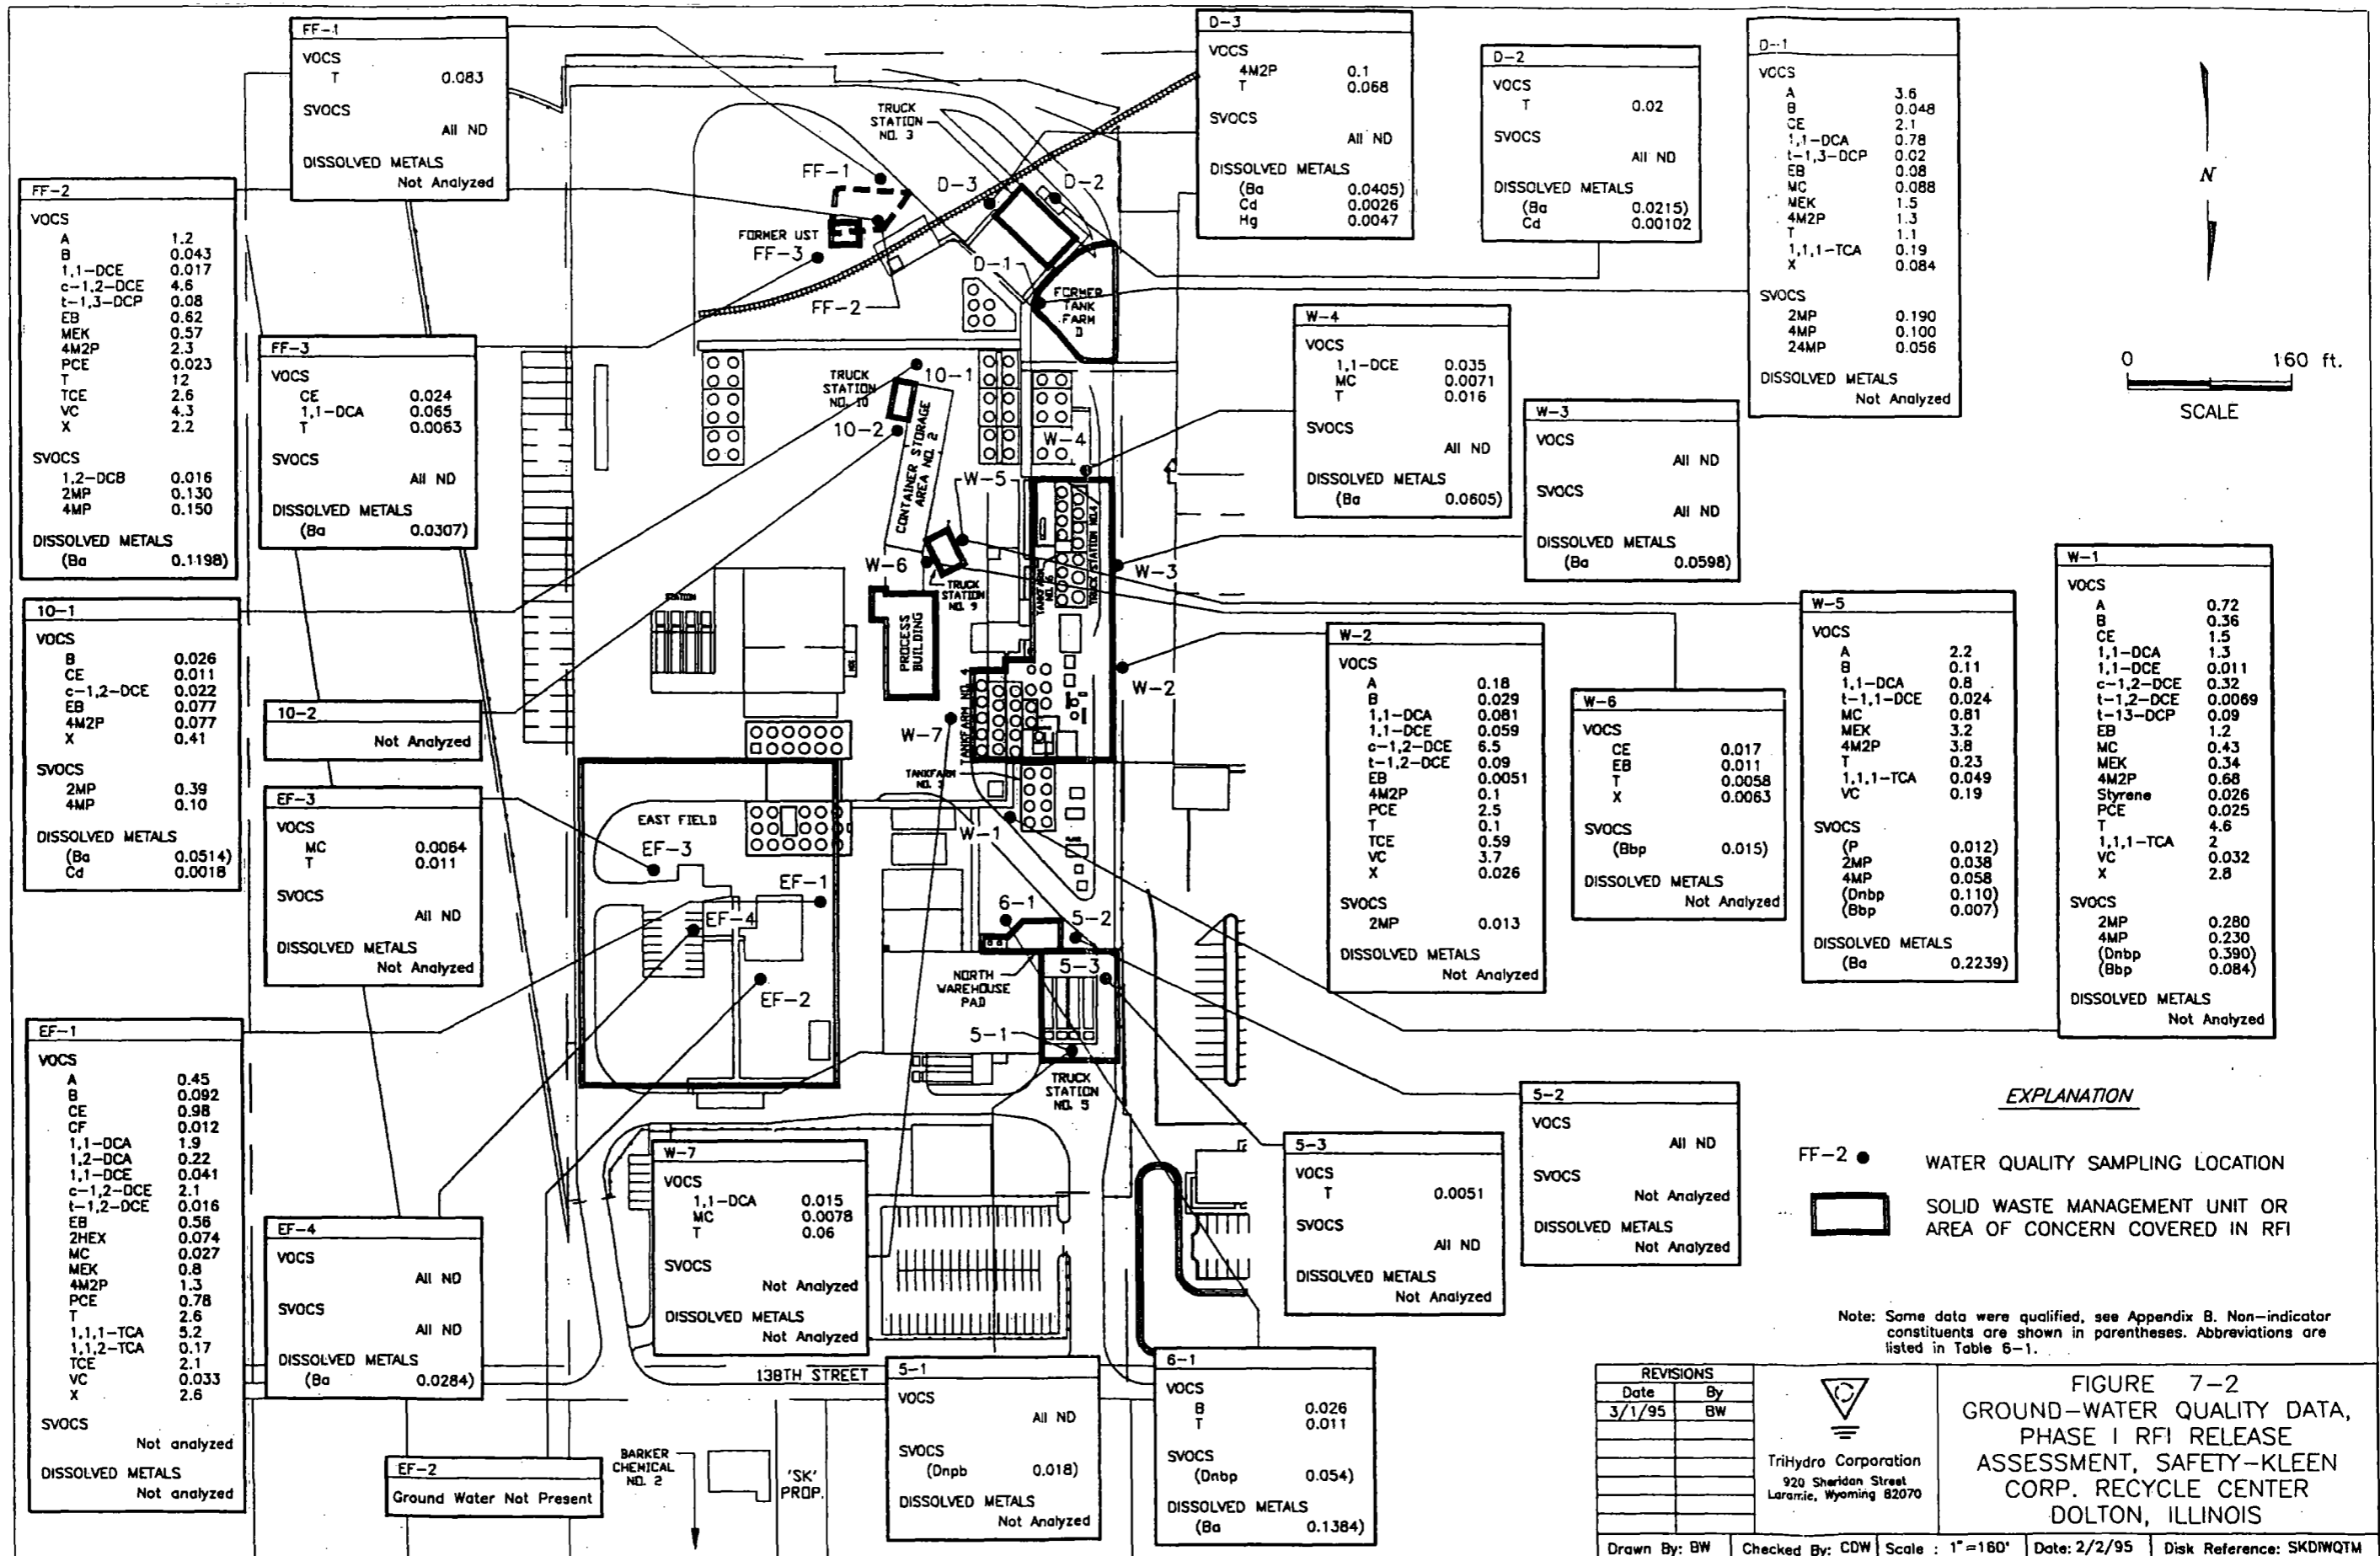 FF-1
VOCS
T 0.083
SVOCS
All ND
DISSOLVED METALS
Not Analyzed
D-3
VOCS
4M2P 0.1
T 0.068
SVOCS
All ND
DISSOLVED METALS
(Ba 0.0405)
Cd 0.0026
Hg 0.0047
D-2
VOCS
T 0.02
SVOCS
All ND
DISSOLVED METALS
(Ba 0.0215)
Cd 0.00102
D-1
VOCS
A 3.6
B 0.048
CE 2.1
1,1-DCA 0.78
t-1,3-DCP 0.02
EB 0.08
MC 0.088
MEK 1.5
4M2P 1.3
T 1.1
1,1,1-TCA 0.19
X 0.084
SVOCS
2MP 0.190
4MP 0.100
24MP 0.056
DISSOLVED METALS
Not Analyzed
N
0 160 ft.
SCALE
FF-2
VOCS
A 1.2
B 0.043
1,1-DCE 0.017
c-1,2-DCE 4.6
t-1,3-DCP 0.08
EB 0.62
MEK 0.57
4M2P 2.3
PCE 0.023
T 12
TCE 2.6
VC 4.3
X 2.2
SVOCS
1,2-DCB 0.016
2MP 0.130
4MP 0.150
DISSOLVED METALS
(Ba 0.1198)
FF-3
VOCS
CE 0.024
1,1-DCA 0.065
T 0.0063
SVOCS
All ND
DISSOLVED METALS
(Ba 0.0307)
TRUCK
STATION
NO. 3
FF-1
D-3
D-2
FORMER UST
FF-3
D-1
FF-2
FORMER
TANK
FARM
D
W-4
VOCS
1,1-DCE 0.035
MC 0.0071
T 0.016
SVOCS
All ND
DISSOLVED METALS
(Ba 0.0605)
W-3
VOCS
All ND
SVOCS
All ND
DISSOLVED METALS
(Ba 0.0598)
TRUCK
STATION
NO. 10
10-1
10-2
CONTAINER STORAGE
AREA NO. 2
W-4
W-5
W-6
TRUCK
STATION
NO. 9
TANKFARM
NO. 6
TRUCK STATION NO.4
W-3
STATION
PROCESS
BUILDING
W-2
W-7
TANKFARM NO. 4
10-1
VOCS
B 0.026
CE 0.011
c-1,2-DCE 0.022
EB 0.077
4M2P 0.077
X 0.41
SVOCS
2MP 0.39
4MP 0.10
DISSOLVED METALS
(Ba 0.0514)
Cd 0.0018
10-2
Not Analyzed
EF-3
VOCS
MC 0.0064
T 0.011
SVOCS
All ND
DISSOLVED METALS
Not Analyzed
W-2
VOCS
A 0.18
B 0.029
1,1-DCA 0.081
1,1-DCE 0.059
c-1,2-DCE 6.5
t-1,2-DCE 0.09
EB 0.0051
4M2P 0.1
PCE 2.5
T 0.1
TCE 0.59
VC 3.7
X 0.026
SVOCS
2MP 0.013
DISSOLVED METALS
Not Analyzed
W-6
VOCS
CE 0.017
EB 0.011
T 0.0058
X 0.0063
SVOCS
(Bbp 0.015)
DISSOLVED METALS
Not Analyzed
W-5
VOCS
A 2.2
B 0.11
1,1-DCA 0.8
t-1,1-DCE 0.024
MC 0.81
MEK 3.2
4M2P 3.8
T 0.23
1,1,1-TCA 0.049
VC 0.19
SVOCS
(P 0.012)
2MP 0.038
4MP 0.058
(Dnbp 0.110)
(Bbp 0.007)
DISSOLVED METALS
(Ba 0.2239)
W-1
VOCS
A 0.72
B 0.36
CE 1.5
1,1-DCA 1.3
1,1-DCE 0.011
c-1,2-DCE 0.32
t-1,2-DCE 0.0069
t-13-DCP 0.09
EB 1.2
MC 0.43
MEK 0.34
4M2P 0.68
Styrene 0.026
PCE 0.025
T 4.6
1,1,1-TCA 2
VC 0.032
X 2.8
SVOCS
2MP 0.280
4MP 0.230
(Dnbp 0.390)
(Bbp 0.084)
DISSOLVED METALS
Not Analyzed
TANKFARM
NO. 3
EAST FIELD
W-1
EF-3
EF-1
EF-4
EF-2
6-1
5-2
5-3
NORTH
WAREHOUSE
PAD
5-1
TRUCK
STATION
NO. 5
EF-1
VOCS
A 0.45
B 0.092
CE 0.98
CF 0.012
1,1-DCA 1.9
1,2-DCA 0.22
1,1-DCE 0.041
c-1,2-DCE 2.1
t-1,2-DCE 0.016
EB 0.56
2HEX 0.074
MC 0.027
MEK 0.8
4M2P 1.3
PCE 0.78
T 2.6
1,1,1-TCA 5.2
1,1,2-TCA 0.17
TCE 2.1
VC 0.033
X 2.6
SVOCS
Not analyzed
DISSOLVED METALS
Not analyzed
EF-4
VOCS
All ND
SVOCS
All ND
DISSOLVED METALS
(Ba 0.0284)
W-7
VOCS
1,1-DCA 0.015
MC 0.0078
T 0.06
SVOCS
Not Analyzed
DISSOLVED METALS
Not Analyzed
5-3
VOCS
T 0.0051
SVOCS
All ND
DISSOLVED METALS
Not Analyzed
5-2
VOCS
All ND
SVOCS
Not Analyzed
DISSOLVED METALS
Not Analyzed
EXPLANATION
FF-2 WATER QUALITY SAMPLING LOCATION
SOLID WASTE MANAGEMENT UNIT OR
AREA OF CONCERN COVERED IN RFI
Note: Some data were qualified, see Appendix B. Non-indicator
constituents are shown in parentheses. Abbreviations are
listed in Table 6-1.
138TH STREET
EF-2
Ground Water Not Present
BARKER
CHEMICAL
NO. 2
'SK'
PROP.
5-1
VOCS
All ND
SVOCS
(Dnpb 0.018)
DISSOLVED METALS
Not Analyzed
6-1
VOCS
B 0.026
T 0.011
SVOCS
(Dnbp 0.054)
DISSOLVED METALS
(Ba 0.1384)
REVISIONS
Date By
3/1/95 BW
TriHydro Corporation
920 Sheridan Street
Laramie, Wyoming 82070
FIGURE 7-2
GROUND-WATER QUALITY DATA,
PHASE I RFI RELEASE
ASSESSMENT, SAFETY-KLEEN
CORP. RECYCLE CENTER
DOLTON, ILLINOIS
Drawn By: BW Checked By: CDW Scale : 1"=160' Date: 2/2/95 Disk Reference: SKDIWQTM